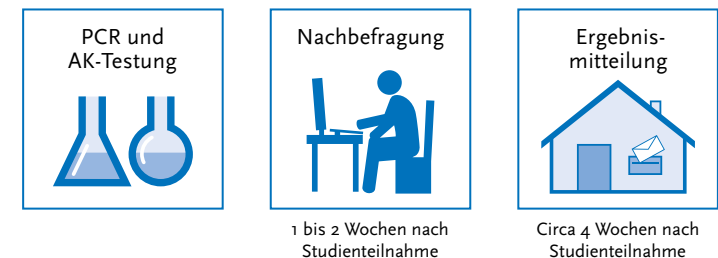 PCR und
AK-Testung
Nachbefragung
1 bis 2 Wochen nach
Studienteilnahme
Ergebnis-
mitteilung
Circa 4 Wochen nach
Studienteilnahme